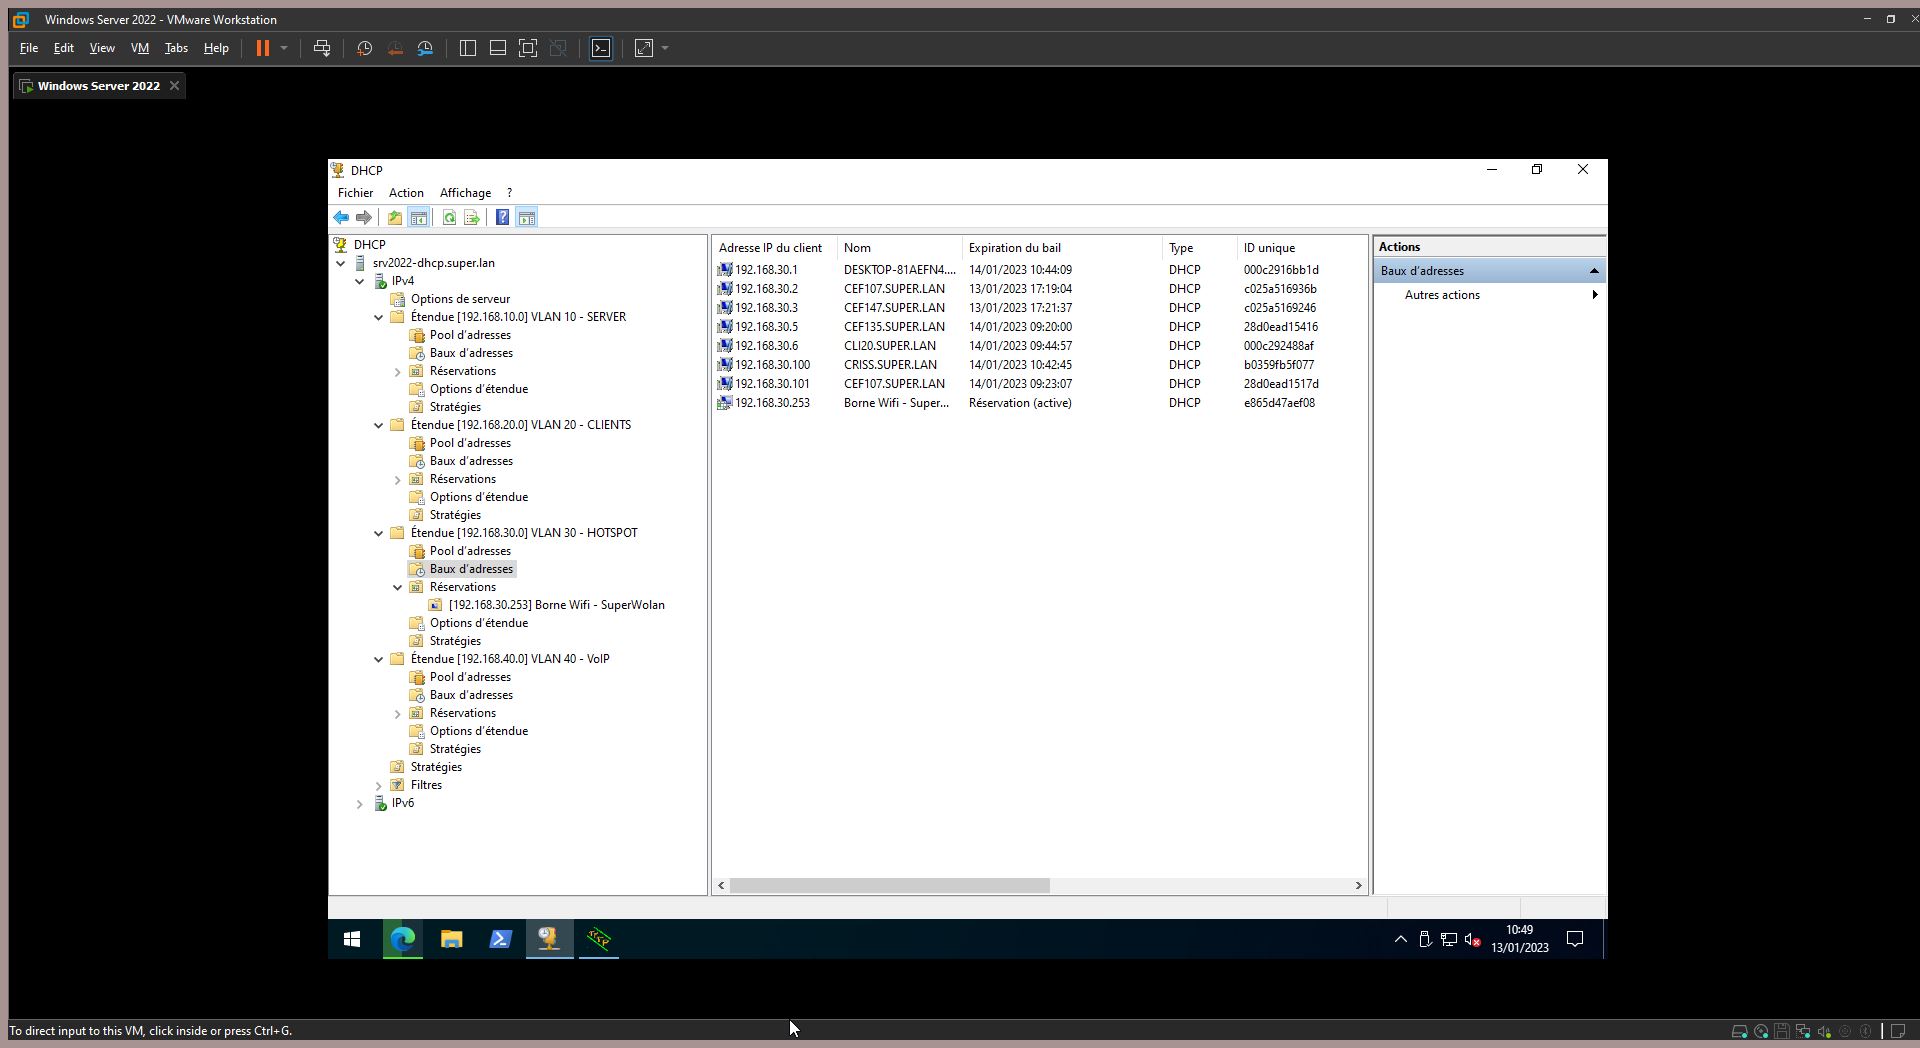 Windows Server 2022 - VMware Workstation
File Edit View VM Tabs Help
Windows Server 2022
DHCP
Fichier Action Affichage ?
DHCP
srv2022-dhcp.super.lan
IPv4
Options de serveur
Étendue [192.168.10.0] VLAN 10 - SERVER
Pool d'adresses
Baux d'adresses
Réservations
Options d'étendue
Stratégies
Étendue [192.168.20.0] VLAN 20 - CLIENTS
Pool d'adresses
Baux d'adresses
Réservations
Options d'étendue
Stratégies
Étendue [192.168.30.0] VLAN 30 - HOTSPOT
Pool d'adresses
Baux d'adresses
Réservations
[192.168.30.253] Borne Wifi - SuperWolan
Options d'étendue
Stratégies
Étendue [192.168.40.0] VLAN 40 - VoIP
Pool d'adresses
Baux d'adresses
Réservations
Options d'étendue
Stratégies
Stratégies
Filtres
IPv6
Adresse IP du client Nom Expiration du bail Type ID unique
192.168.30.1 DESKTOP-81AEFN4.... 14/01/2023 10:44:09 DHCP 000c2916bb1d
192.168.30.2 CEF107.SUPER.LAN 13/01/2023 17:19:04 DHCP c025a516936b
192.168.30.3 CEF147.SUPER.LAN 13/01/2023 17:21:37 DHCP c025a5169246
192.168.30.5 CEF135.SUPER.LAN 14/01/2023 09:20:00 DHCP 28d0ead15416
192.168.30.6 CLI20.SUPER.LAN 14/01/2023 09:44:57 DHCP 000c292488af
192.168.30.100 CRISS.SUPER.LAN 14/01/2023 10:42:45 DHCP b0359fb5f077
192.168.30.101 CEF107.SUPER.LAN 14/01/2023 09:23:07 DHCP 28d0ead1517d
192.168.30.253 Borne Wifi - Super... Réservation (active) DHCP e865d47aef08
Actions
Baux d'adresses
Autres actions
10:49
13/01/2023
To direct input to this VM, click inside or press Ctrl+G.